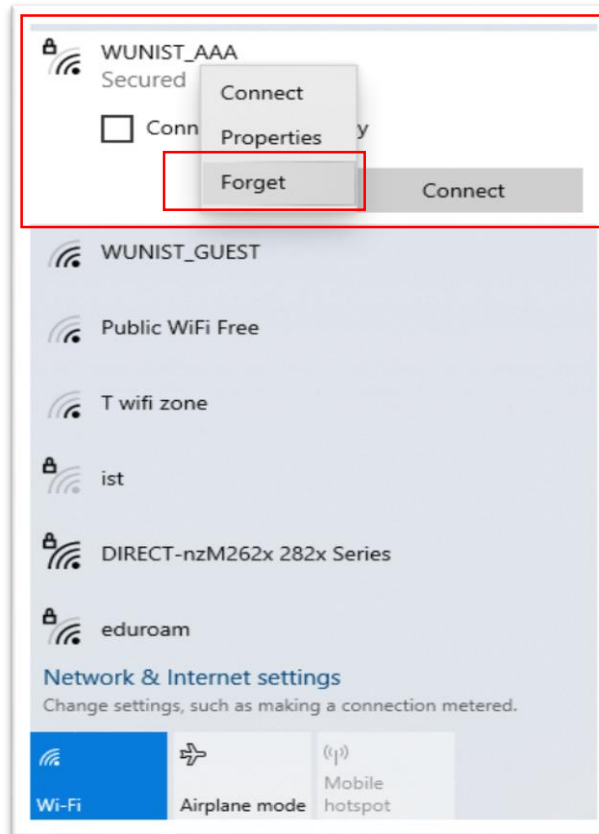 WUNIST_AAA
Secured
Connect
Conn y
Properties
Forget
Connect
WUNIST_GUEST
Public WiFi Free
T wifi zone
ist
DIRECT-nzM262x 282x Series
eduroam
Network & Internet settings
Change settings, such as making a connection metered.
Wi-Fi
Airplane mode
Mobile
hotspot